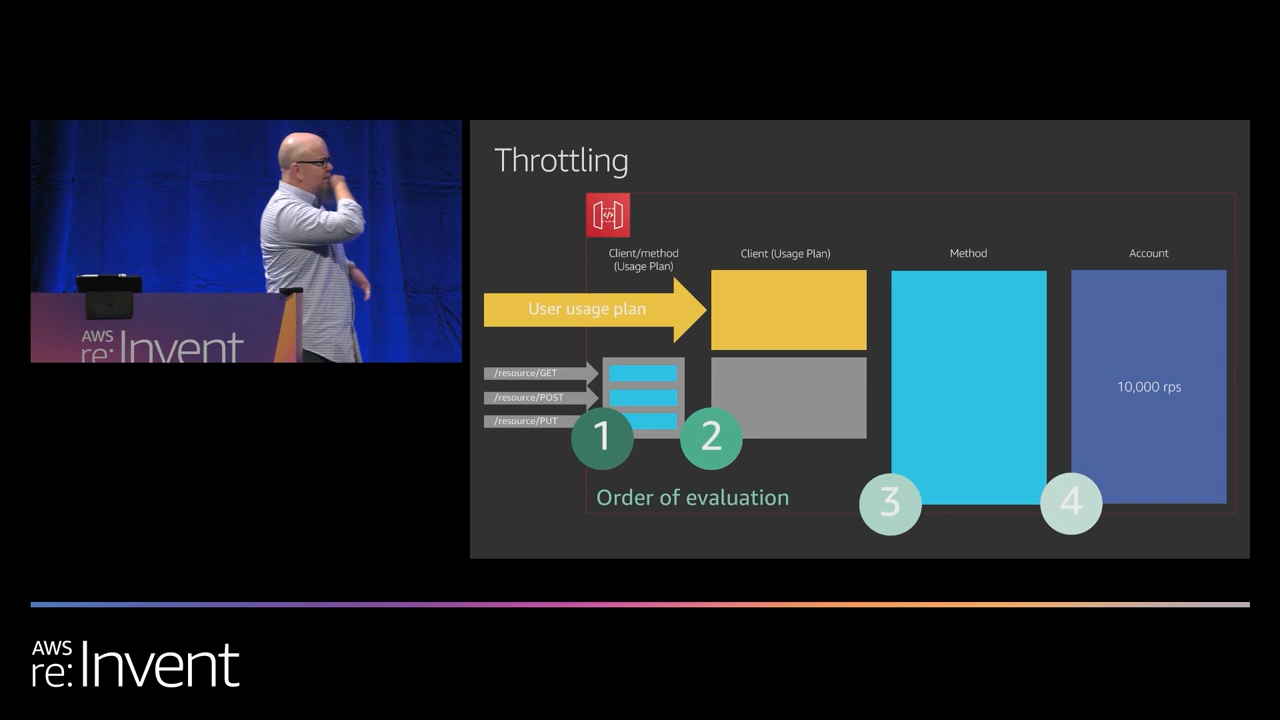 Throttling
Client/method
(Usage Plan)
Client (Usage Plan)
Method
Account
User usage plan
/resource/GET
/resource/POST
/resource/PUT
10,000 rps
1
2
Order of evaluation
3
4
AWS
re:Invent
AWS
re:Invent